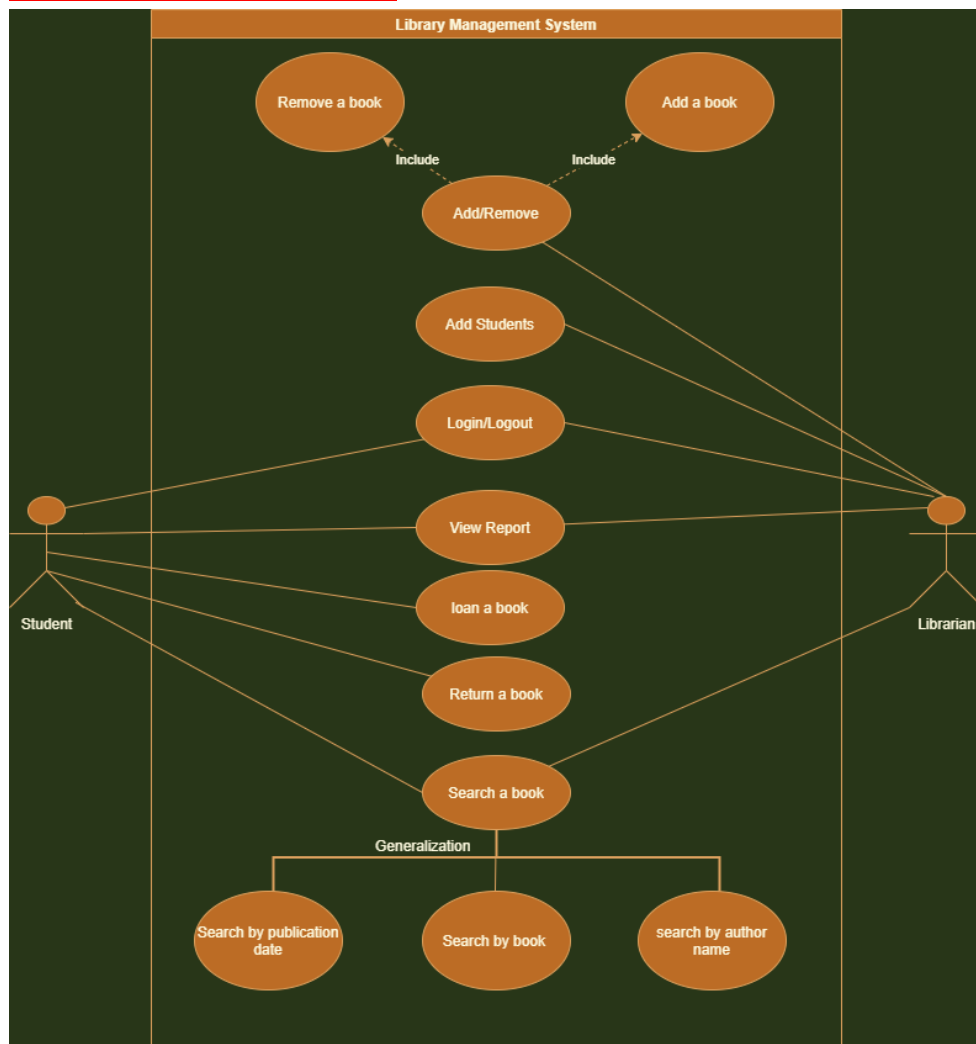 Library Management System
Remove a book
Add a book
Include
Include
Add/Remove
Add Students
Login/Logout
View Report
loan a book
Student
Librarian
Return a book
Search a book
Generalization
Search by publication
date
Search by book
search by author
name